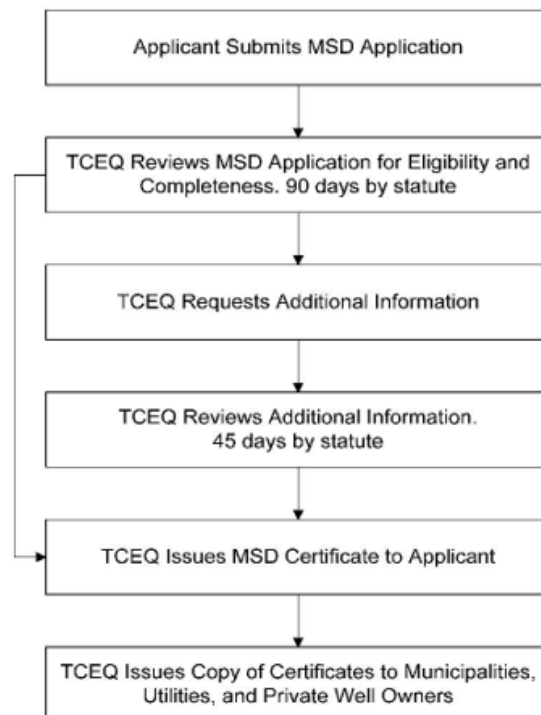 Applicant Submits MSD Application
TCEQ Reviews MSD Application for Eligibility and
Completeness. 90 days by statute
TCEQ Requests Additional Information
TCEQ Reviews Additional Information.
45 days by statute
TCEQ Issues MSD Certificate to Applicant
TCEQ Issues Copy of Certificates to Municipalities,
Utilities, and Private Well Owners